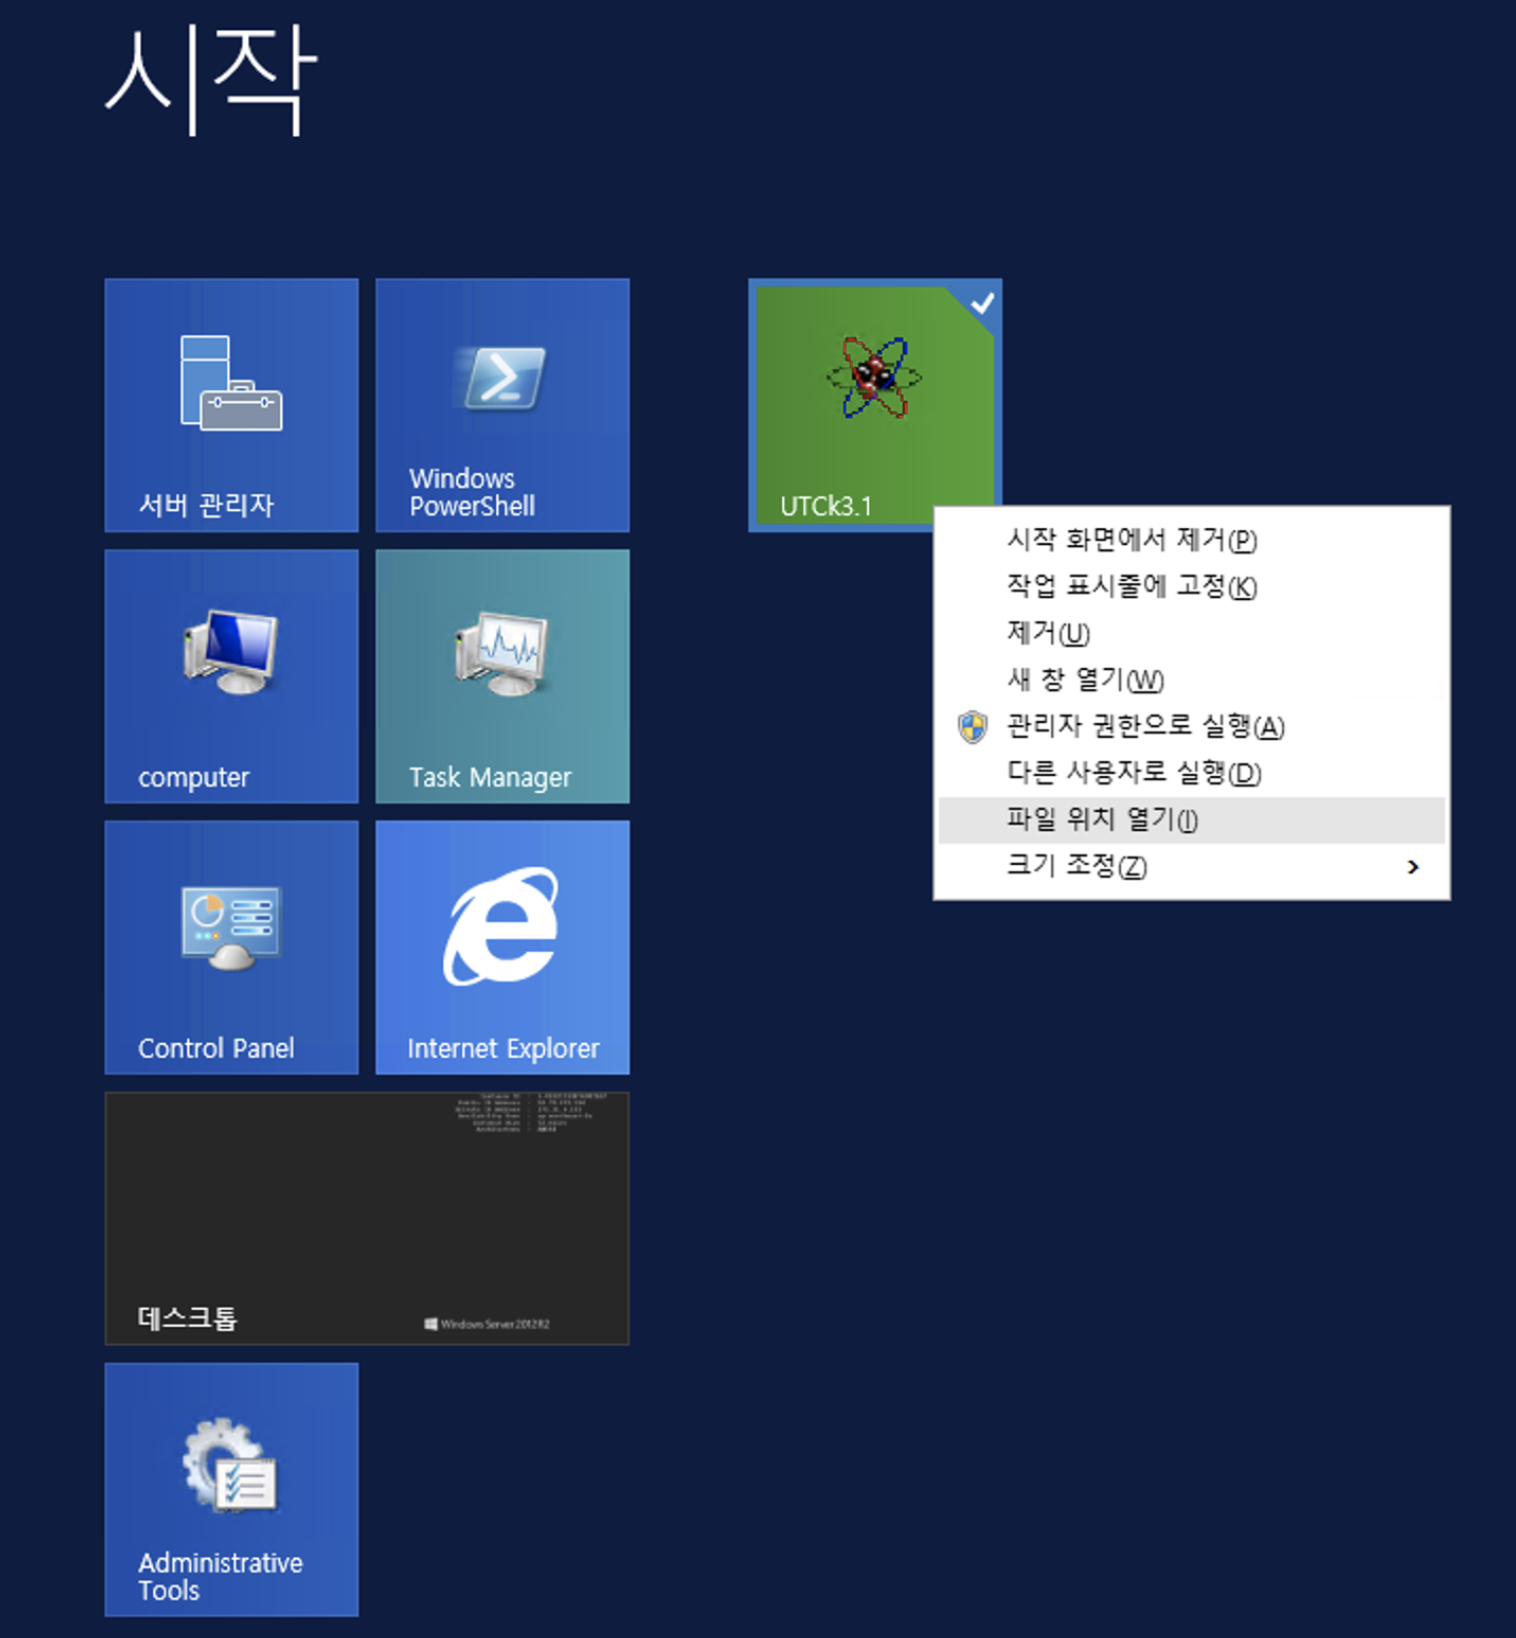 시작
서버 관리자
Windows
PowerShell
UTCk3.1
시작 화면에서 제거(P)
작업 표시줄에 고정(K)
제거(U)
새 창 열기(W)
관리자 권한으로 실행(A)
다른 사용자로 실행(D)
파일 위치 열기(I)
크기 조정(Z)
computer
Task Manager
Control Panel
Internet Explorer
데스크톱
Windows Server 2012 R2
Administrative
Tools